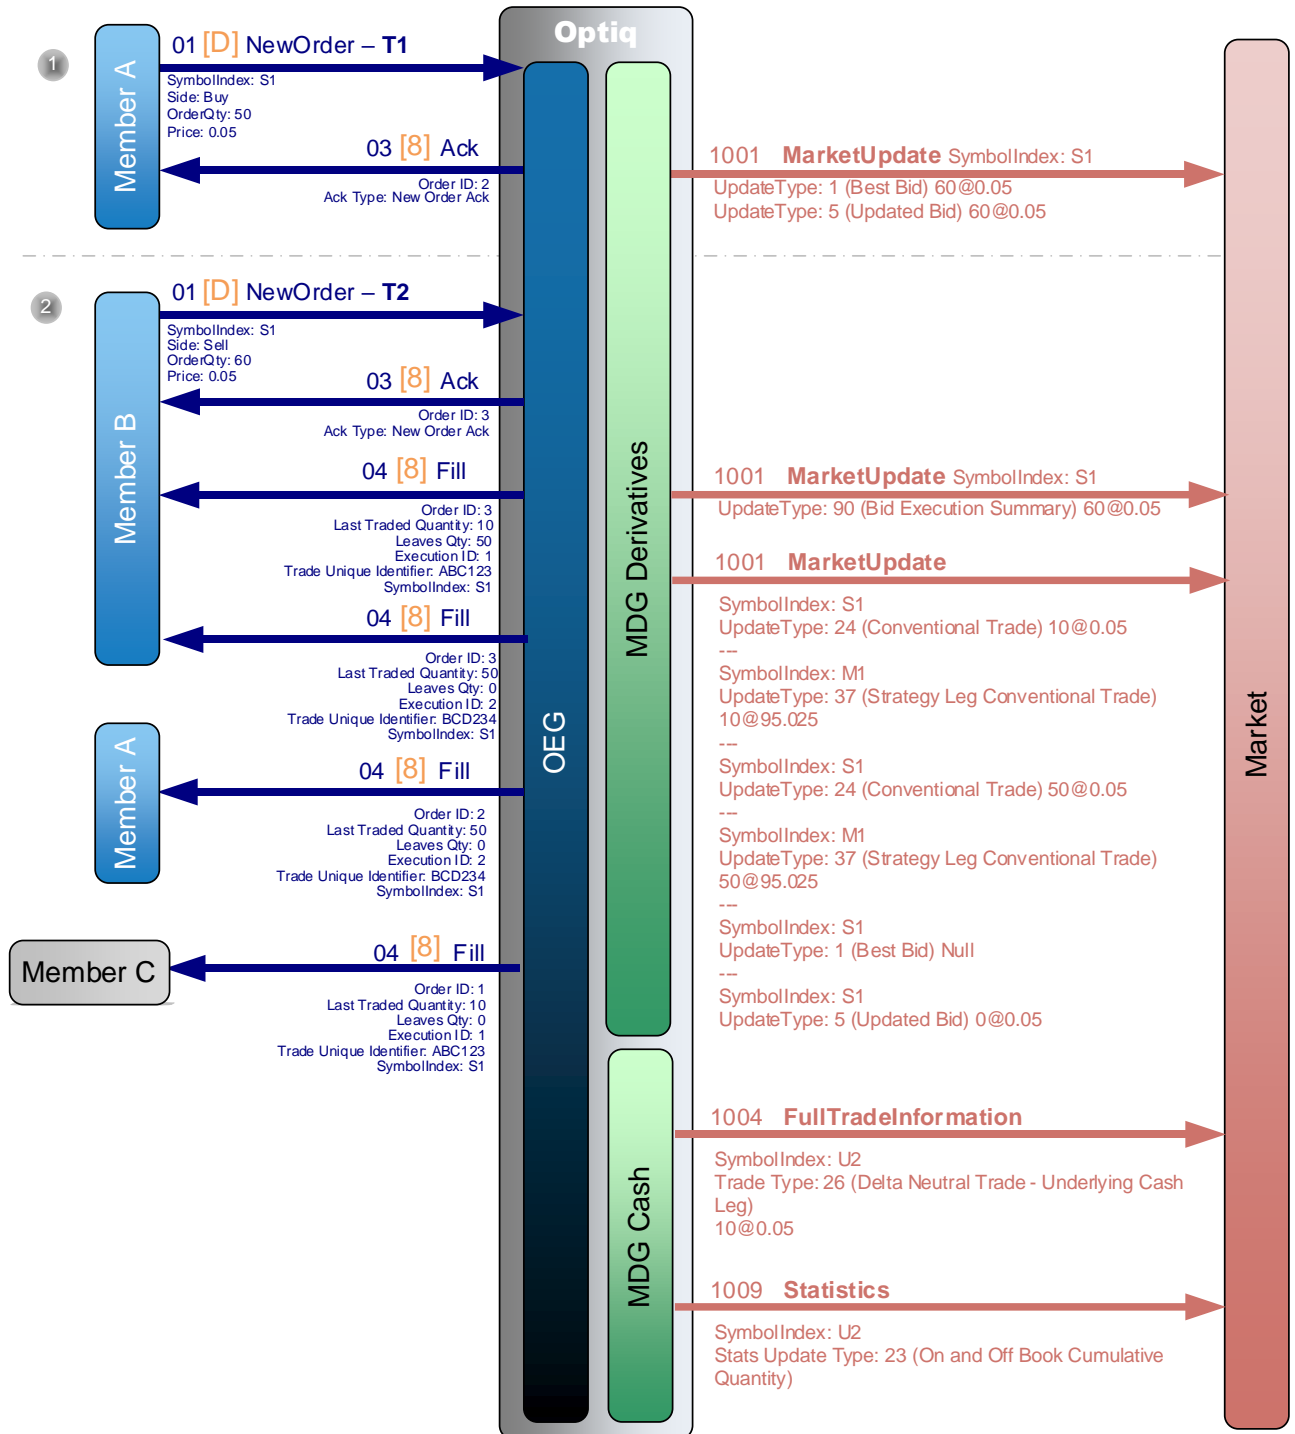 Optiq
1
Member A
01 [D] NewOrder – T1
SymbolIndex: S1
Side: Buy
OrderQty: 50
Price: 0.05
03 [8] Ack
Order ID: 2
Ack Type: New Order Ack
1001 MarketUpdate SymbolIndex: S1
UpdateType: 1 (Best Bid) 60@0.05
UpdateType: 5 (Updated Bid) 60@0.05
2
Member B
01 [D] NewOrder – T2
SymbolIndex: S1
Side: Sell
OrderQty: 60
Price: 0.05
03 [8] Ack
Order ID: 3
Ack Type: New Order Ack
04 [8] Fill
Order ID: 3
Last Traded Quantity: 10
Leaves Qty: 50
Execution ID: 1
Trade Unique Identifier: ABC123
SymbolIndex: S1
04 [8] Fill
Order ID: 3
Last Traded Quantity: 50
Leaves Qty: 0
Execution ID: 2
Trade Unique Identifier: BCD234
SymbolIndex: S1
Member A
04 [8] Fill
Order ID: 2
Last Traded Quantity: 50
Leaves Qty: 0
Execution ID: 2
Trade Unique Identifier: BCD234
SymbolIndex: S1
Member C
04 [8] Fill
Order ID: 1
Last Traded Quantity: 10
Leaves Qty: 0
Execution ID: 1
Trade Unique Identifier: ABC123
SymbolIndex: S1
OEG
MDG Derivatives
MDG Cash
1001 MarketUpdate SymbolIndex: S1
UpdateType: 90 (Bid Execution Summary) 60@0.05
1001 MarketUpdate
SymbolIndex: S1
UpdateType: 24 (Conventional Trade) 10@0.05
---
SymbolIndex: M1
UpdateType: 37 (Strategy Leg Conventional Trade)
10@95.025
---
SymbolIndex: S1
UpdateType: 24 (Conventional Trade) 50@0.05
---
SymbolIndex: M1
UpdateType: 37 (Strategy Leg Conventional Trade)
50@95.025
---
SymbolIndex: S1
UpdateType: 1 (Best Bid) Null
---
SymbolIndex: S1
UpdateType: 5 (Updated Bid) 0@0.05
1004 FullTradeInformation
SymbolIndex: U2
Trade Type: 26 (Delta Neutral Trade - Underlying Cash
Leg)
10@0.05
1009 Statistics
SymbolIndex: U2
Stats Update Type: 23 (On and Off Book Cumulative
Quantity)
Market